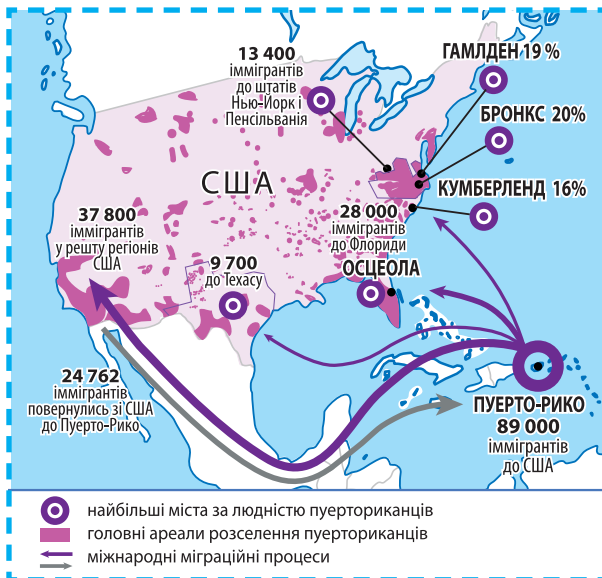 13 400
іммігрантів
до штатів
Нью-Йорк і
Пенсільванія
ГАМЛДЕН 19 %
БРОНКС 20%
КУМБЕРЛЕНД 16%
США
37 800
іммігрантів
у решту регіонів
США
9 700
до Техасу
28 000
іммігрантів
до Флориди
ОСЦЕОЛА
24 762
іммігрантів
повернулись зі США
до Пуерто-Рико
ПУЕРТО-РИКО
89 000
іммігрантів
до США
найбільші міста за людністю пуерториканців
головні ареали розселення пуерториканців
міжнародні міграційні процеси